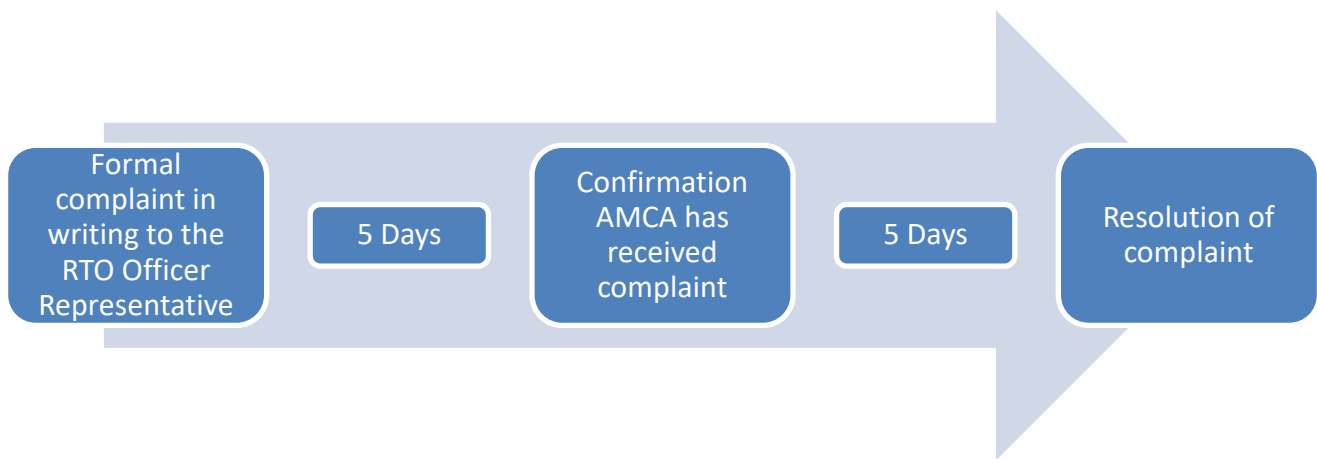 Formal
complaint in
writing to the
RTO Officer
Representative
5 Days
Confirmation
AMCA has
received
complaint
5 Days
Resolution of
complaint